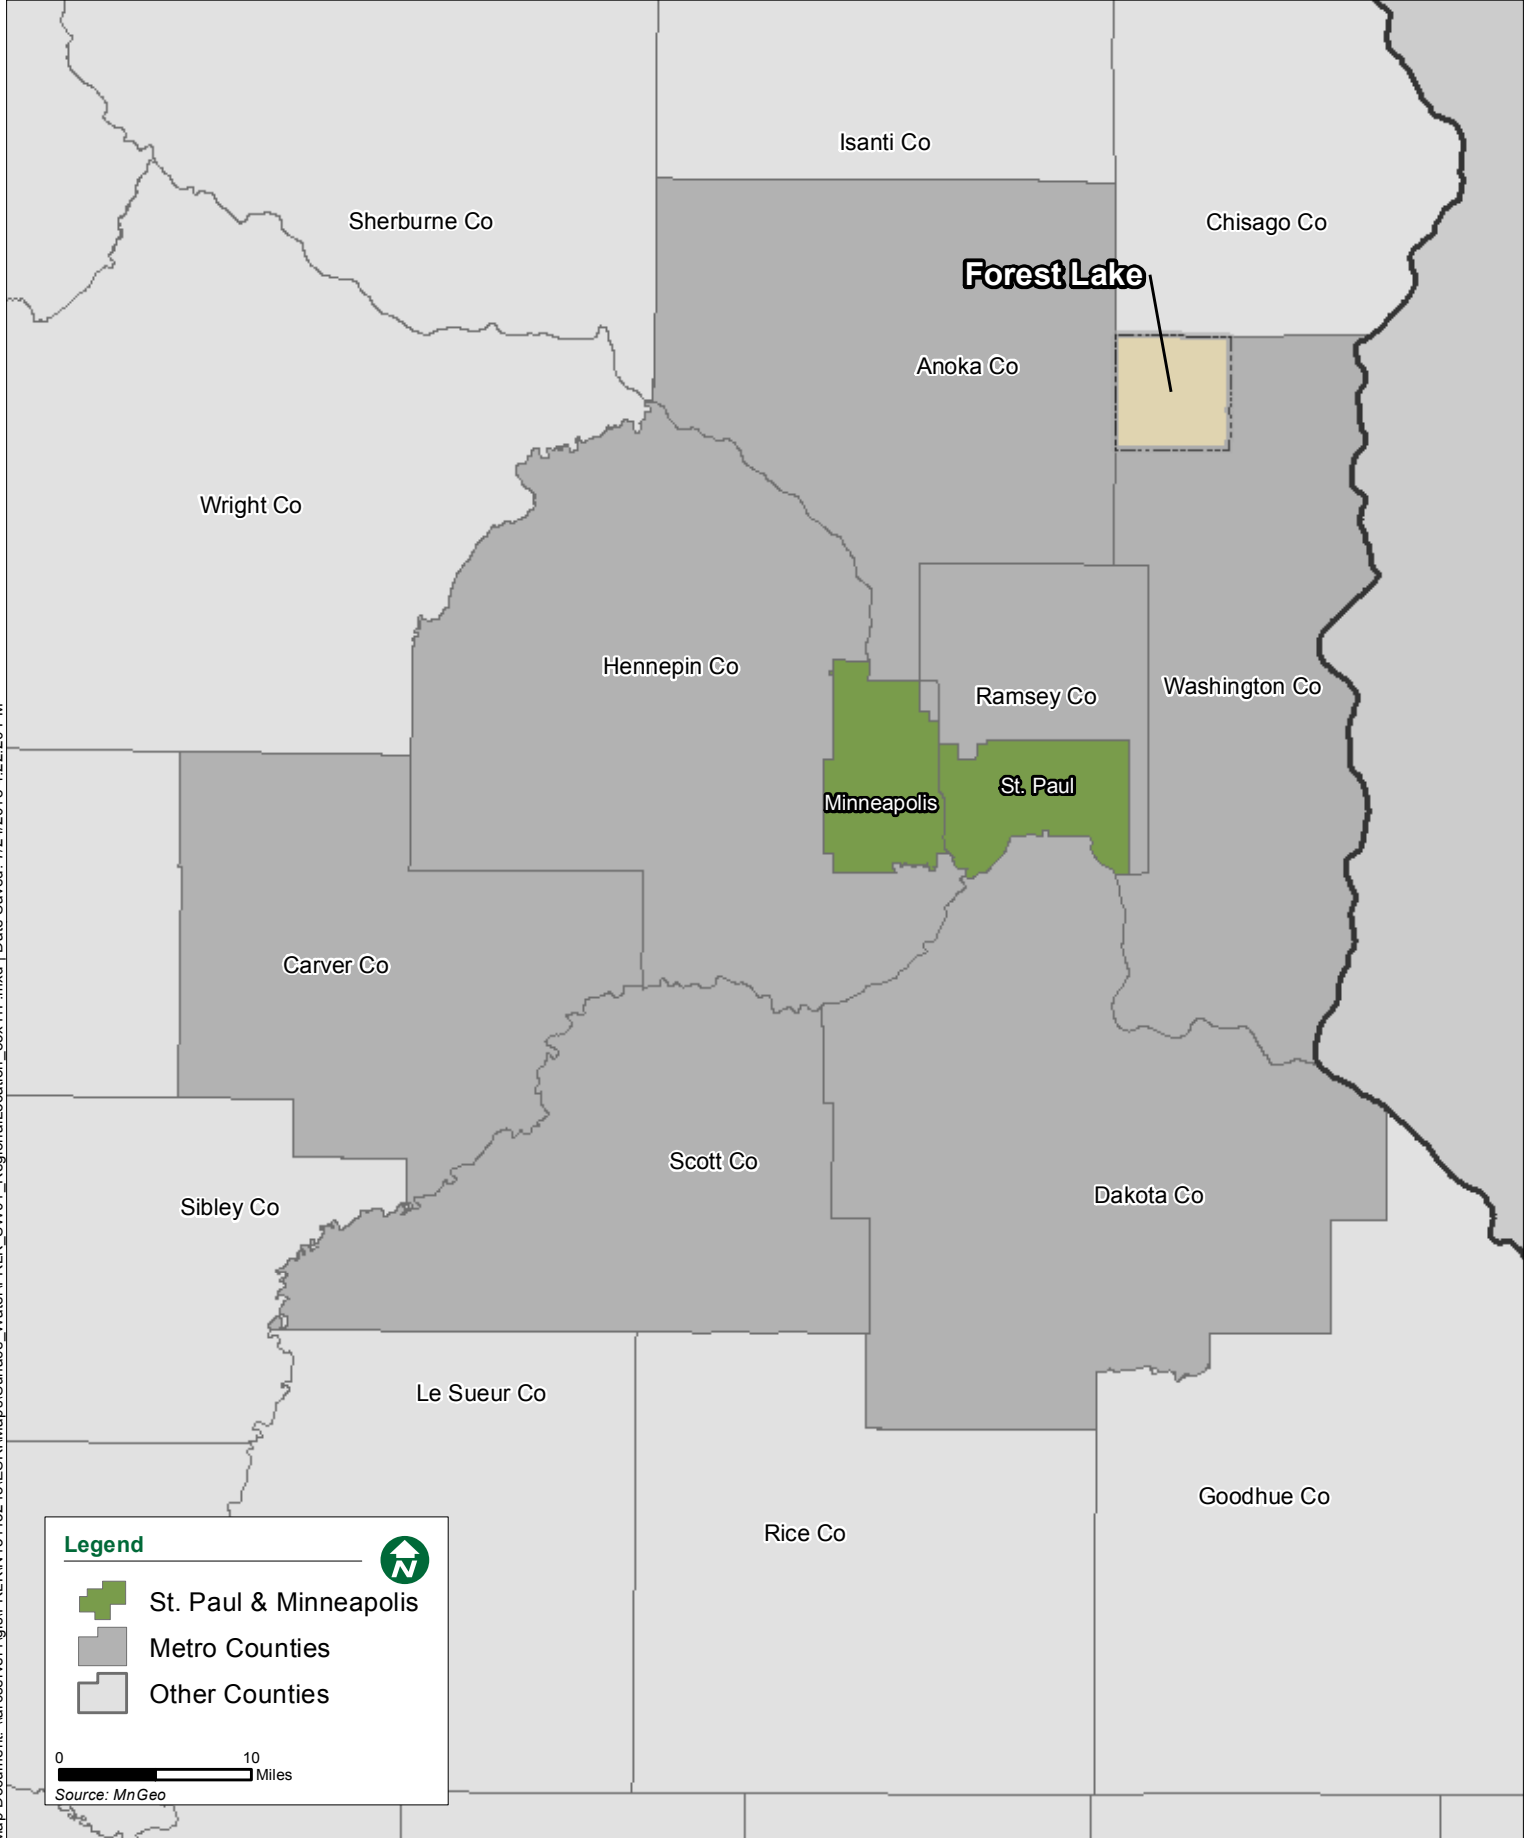 Isanti Co
Sherburne Co
Chisago Co
Forest Lake
Anoka Co
Wright Co
Hennepin Co
Ramsey Co
Washington Co
St. Paul
Minneapolis
Carver Co
Scott Co
Dakota Co
Sibley Co
Le Sueur Co
Goodhue Co
Rice Co
Legend
N
St. Paul & Minneapolis
Metro Counties
Other Counties
0 10
Miles
Source: MnGeo